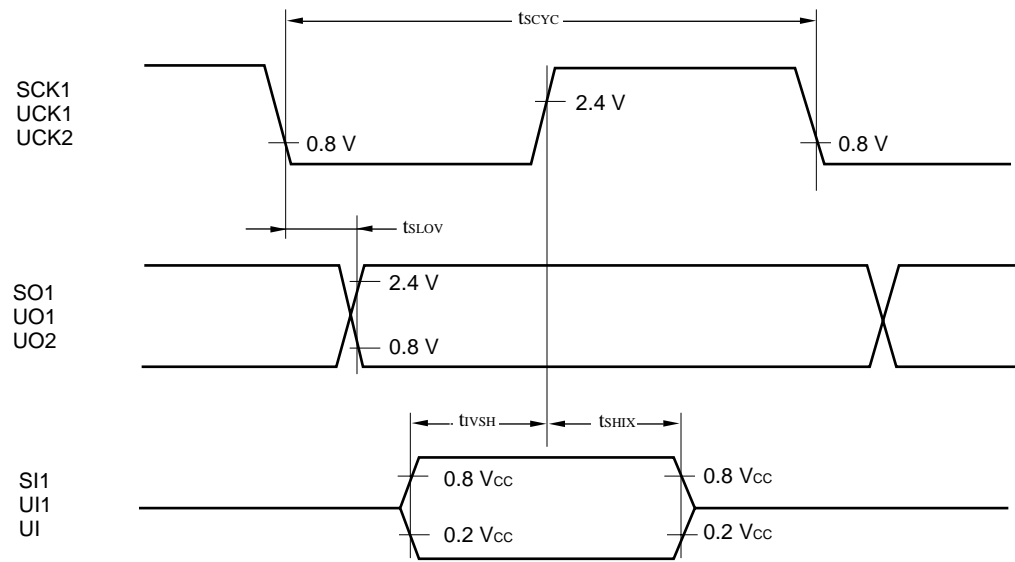 tSCYC
SCK1
UCK1
UCK2
2.4 V
0.8 V
0.8 V
tSLOV
SO1
UO1
UO2
2.4 V
0.8 V
tIVSH
tSHIX
SI1
UI1
UI
0.8 VCC
0.8 VCC
0.2 VCC
0.2 VCC